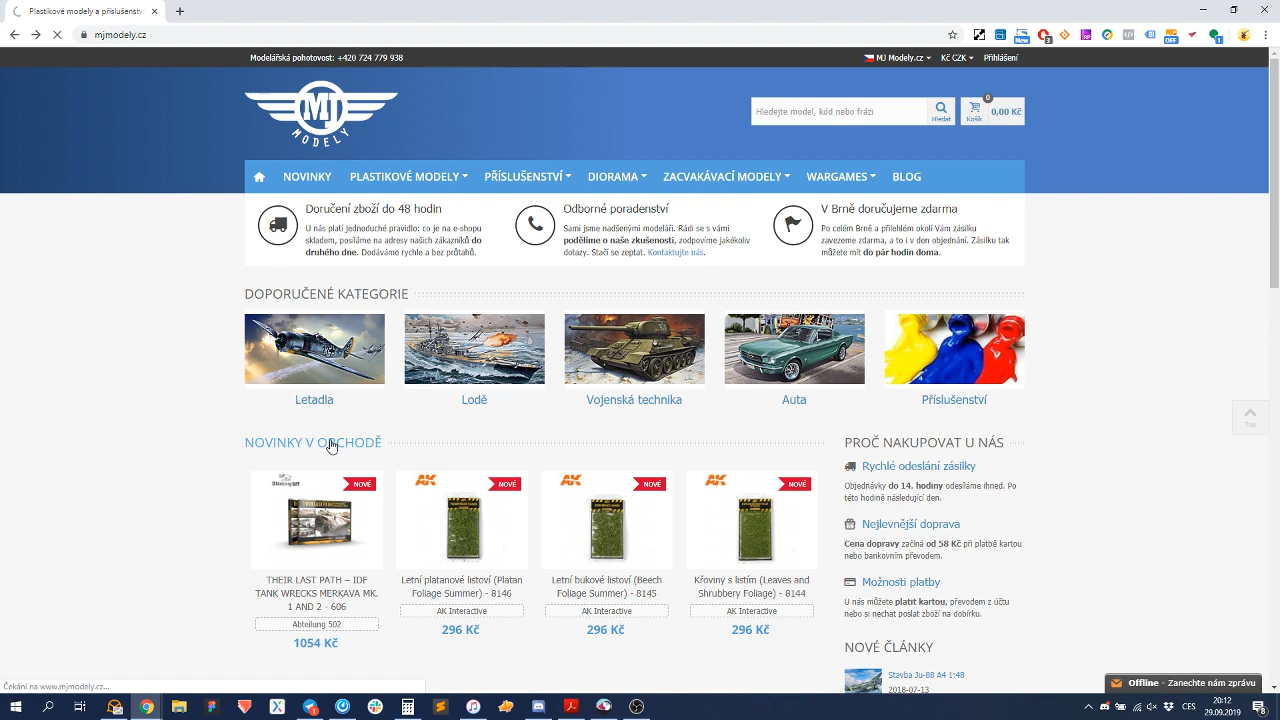 Plastikové modely
mjmodely.cz
Modelářská pohotovost: +420 724 779 938
MJ Modely.cz
Kč CZK
Přihlášení
MJ
MODELY
Hledejte model, kód nebo frázi
Hledat
0
Košík
0,00 Kč
NOVINKY
PLASTIKOVÉ MODELY
PŘÍSLUŠENSTVÍ
DIORAMA
ZACVAKÁVACÍ MODELY
WARGAMES
BLOG
Doručení zboží do 48 hodin
U nás platí jednoduché pravidlo: co je na e-shopu
skladem, posíláme na adresy našich zákazníků do
druhého dne. Dodáváme rychle a bez průtahů.
Odborné poradenství
Sami jsme nadšenými modeláři. Rádi se s vámi
podělíme o naše zkušenosti, zodpovíme jakékoliv
dotazy. Stačí se zeptat. Kontaktujte nás.
V Brně doručujeme zdarma
Po celém Brně a přilehlém okolí Vám zásilku
zavezeme zdarma, a to i v den objednání. Zásilku tak
můžete mít do pár hodin doma.
DOPORUČENÉ KATEGORIE
Letadla
Lodě
Vojenská technika
Auta
Příslušenství
Top
NOVINKY V OBCHODĚ
NOVÉ
THEIR LAST PATH – IDF
TANK WRECKS MERKAVA MK.
1 AND 2 - 606
Abteilung 502
1054 Kč
AK
NOVÉ
Letní platanové listoví (Platan
Foliage Summer) - 8146
AK Interactive
296 Kč
AK
NOVÉ
Letní bukové listoví (Beech
Foliage Summer) - 8145
AK Interactive
296 Kč
AK
NOVÉ
Křoviny s listím (Leaves and
Shrubbery Foliage) - 8144
AK Interactive
296 Kč
PROČ NAKUPOVAT U NÁS
Rychlé odeslání zásilky
Objednávky do 14. hodiny odesíláme ihned. Po
této hodině následující den.
Nejlevnější doprava
Cena dopravy začíná od 58 Kč při platbě kartou
nebo bankovním převodem.
Možnosti platby
U nás můžete platit kartou, převodem z účtu
nebo si nechat poslat zboží na dobírku.
NOVÉ ČLÁNKY
Stavba Ju-88 A4 1:48
2018-07-13
Offline – Zanechte nám zprávu
Čekání na www.mjmodely.cz...
20:12
29.09.2019